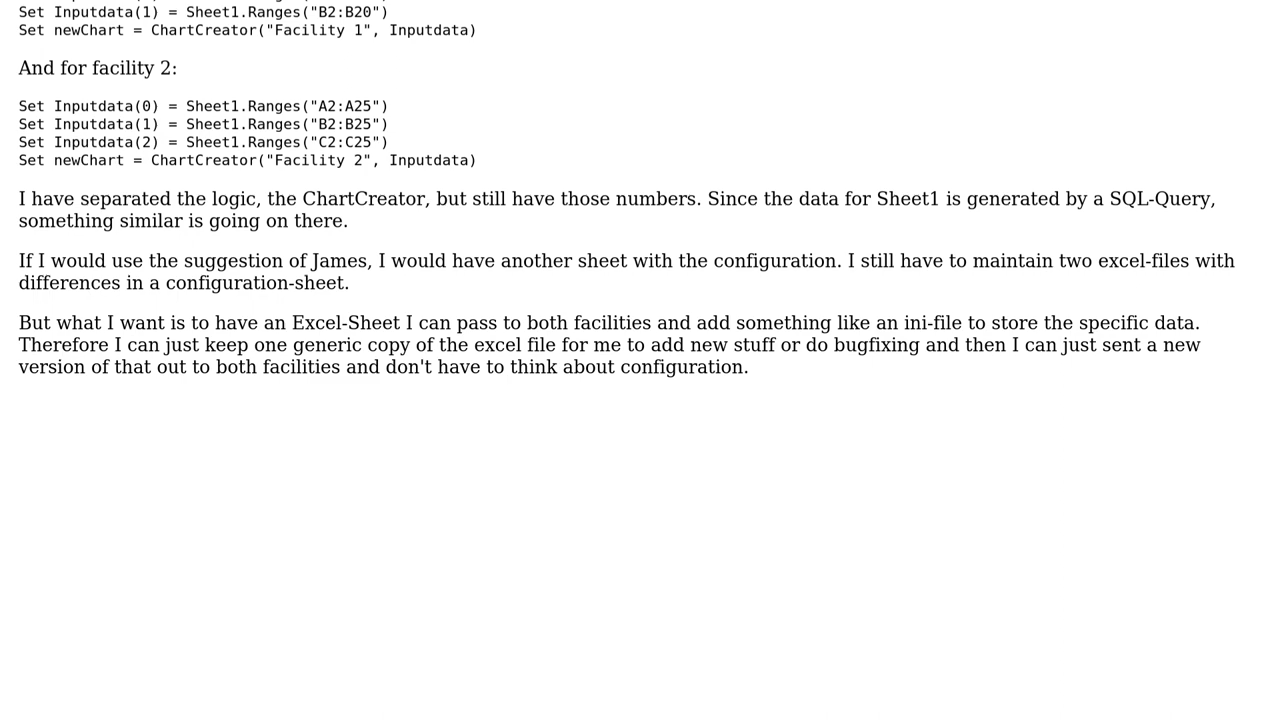 Set Inputdata(1) = Sheet1.Ranges("B2:B20")
Set newChart = ChartCreator("Facility 1", Inputdata)
And for facility 2:
Set Inputdata(0) = Sheet1.Ranges("A2:A25")
Set Inputdata(1) = Sheet1.Ranges("B2:B25")
Set Inputdata(2) = Sheet1.Ranges("C2:C25")
Set newChart = ChartCreator("Facility 2", Inputdata)
I have separated the logic, the ChartCreator, but still have those numbers. Since the data for Sheet1 is generated by a SQL-Query,
something similar is going on there.
If I would use the suggestion of James, I would have another sheet with the configuration. I still have to maintain two excel-files with
differences in a configuration-sheet.
But what I want is to have an Excel-Sheet I can pass to both facilities and add something like an ini-file to store the specific data.
Therefore I can just keep one generic copy of the excel file for me to add new stuff or do bugfixing and then I can just sent a new
version of that out to both facilities and don't have to think about configuration.